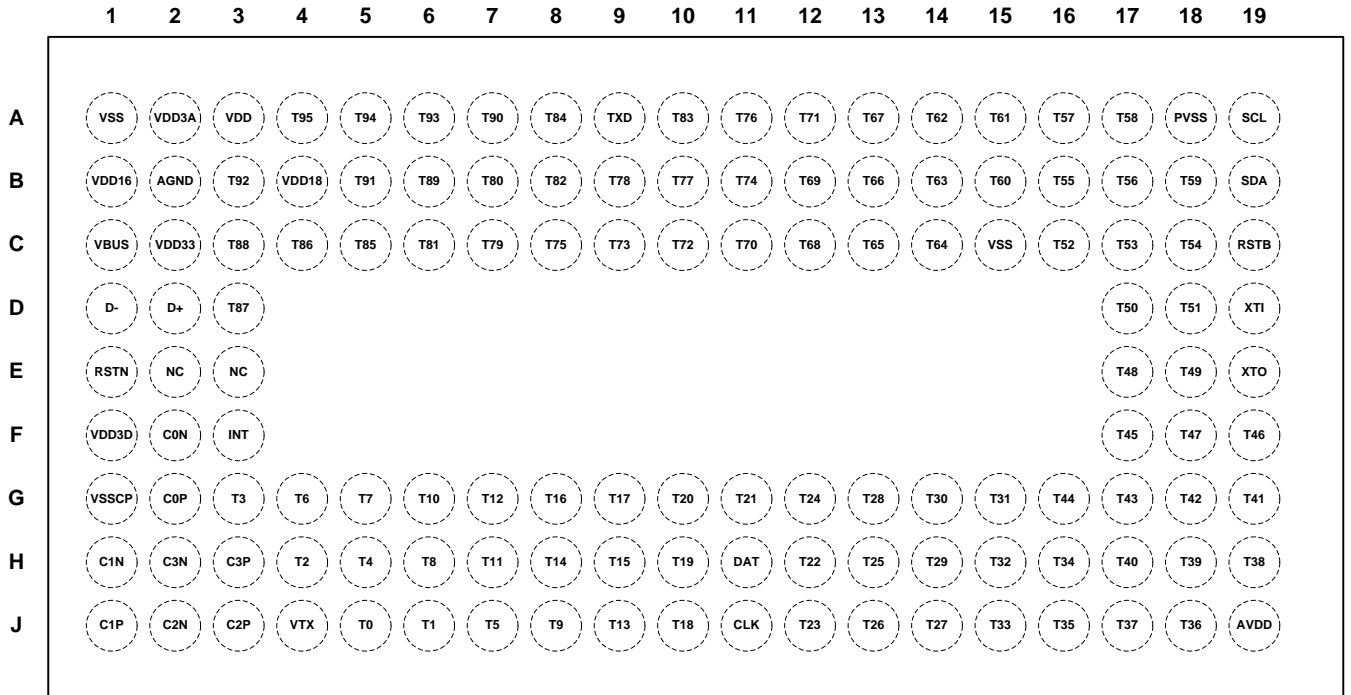 1 2 3 4 5 6 7 8 9 10 11 12 13 14 15 16 17 18 19
A VSS VDD3A VDD T95 T94 T93 T90 T84 TXD T83 T76 T71 T67 T62 T61 T57 T58 PVSS SCL
B VDD16 AGND T92 VDD18 T91 T89 T80 T82 T78 T77 T74 T69 T66 T63 T60 T55 T56 T59 SDA
C VBUS VDD33 T88 T86 T85 T81 T79 T75 T73 T72 T70 T68 T65 T64 VSS T52 T53 T54 RSTB
D D- D+ T87 T50 T51 XTI
E RSTN NC NC T48 T49 XTO
F VDD3D C0N INT T45 T47 T46
G VSSCP C0P T3 T6 T7 T10 T12 T16 T17 T20 T21 T24 T28 T30 T31 T44 T43 T42 T41
H C1N C3N C3P T2 T4 T8 T11 T14 T15 T19 DAT T22 T25 T29 T32 T34 T40 T39 T38
J C1P C2N C2P VTX T0 T1 T5 T9 T13 T18 CLK T23 T26 T27 T33 T35 T37 T36 AVDD